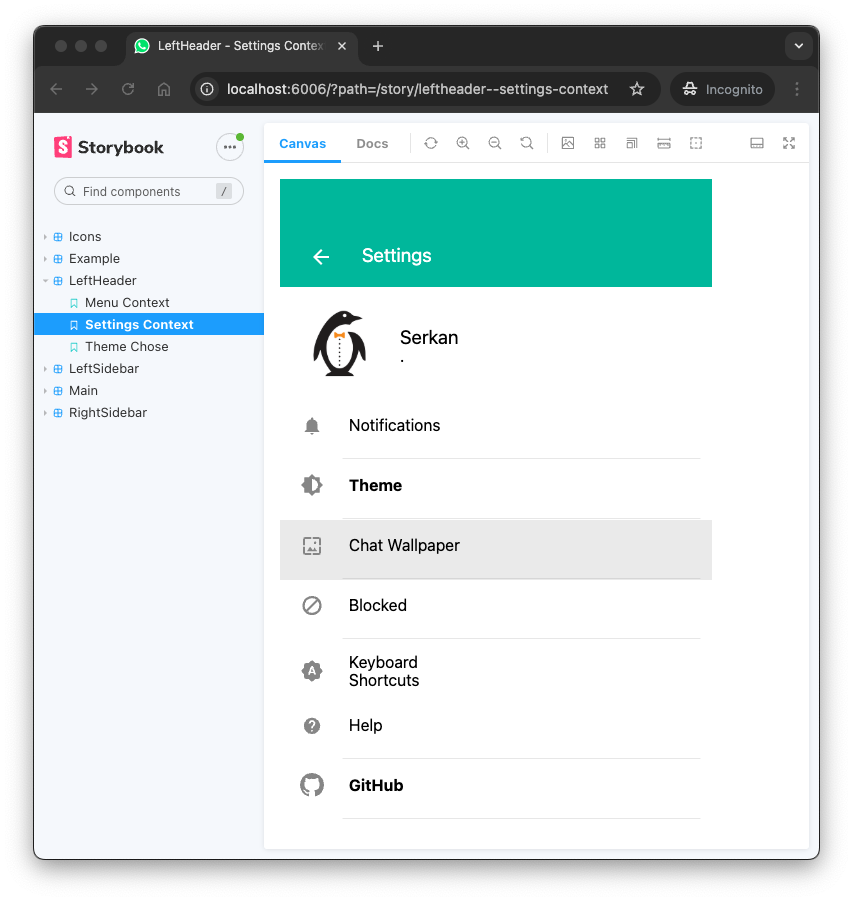 LeftHeader - Settings Contex
localhost:6006/?path=/story/leftheader--settings-context
Incognito
Storybook
Canvas
Docs
Find components
/
Icons
Example
LeftHeader
Menu Context
Settings Context
Theme Chose
LeftSidebar
Main
RightSidebar
Settings
Serkan
.
Notifications
Theme
Chat Wallpaper
Blocked
Keyboard
Shortcuts
Help
GitHub